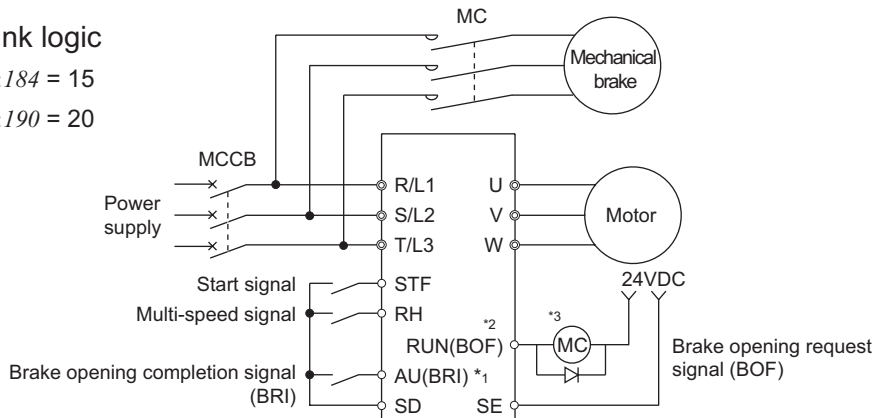 nk logic
184 = 15
190 = 20
MC
Mechanical
brake
MCCB
Power
supply
R/L1
S/L2
T/L3
U
V
W
Motor
24VDC
Start signal
STF
Multi-speed signal
RH
*2
*3
RUN(BOF)
MC
Brake opening request
signal (BOF)
Brake opening completion signal
(BRI)
AU(BRI) *1
SD
SE